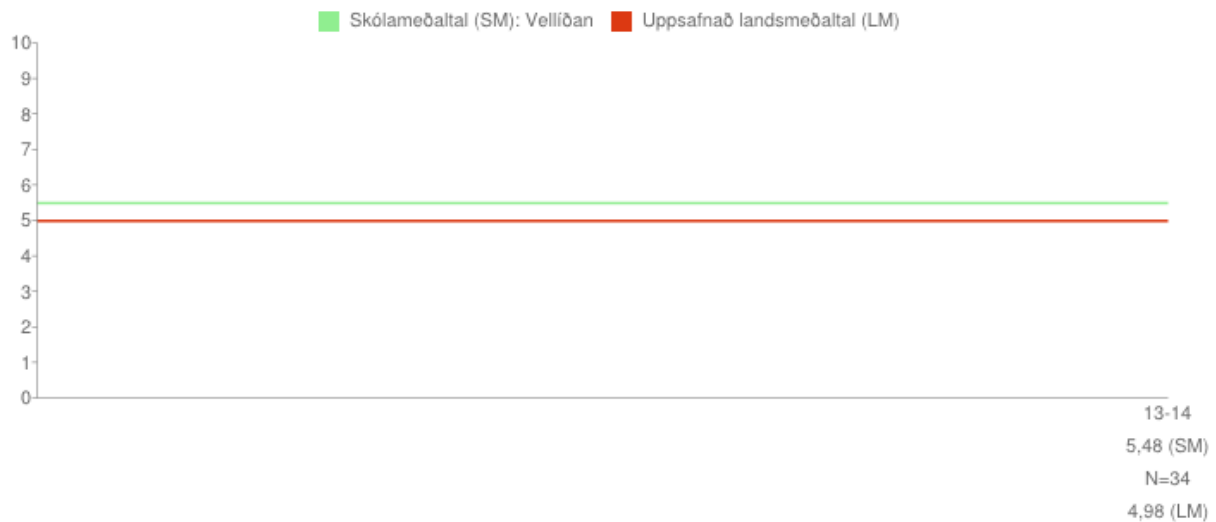 Skólameðaltal (SM): Vellíðan
Uppsafnað landsmeðaltal (LM)
10
9
8
7
6
5
4
3
2
1
0
13-14
5,48 (SM)
N=34
4,98 (LM)